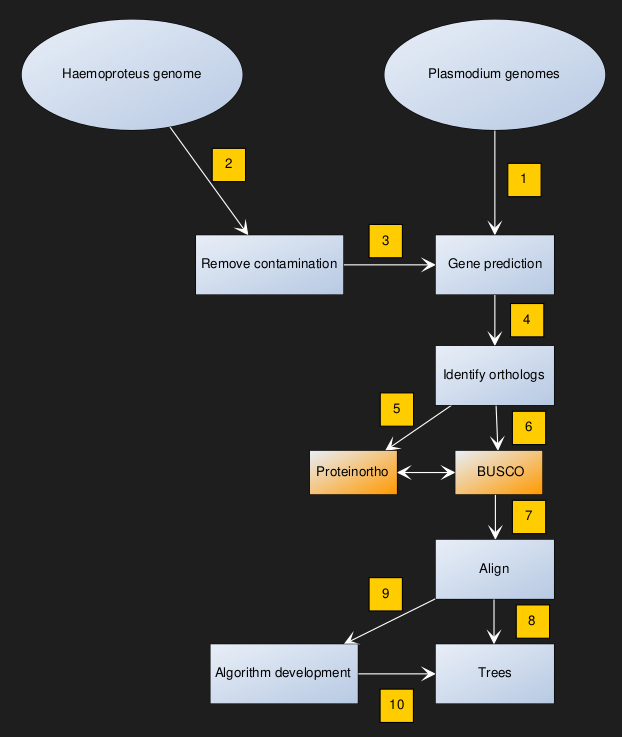 Haemoproteus genome
Plasmodium genomes
2
1
Remove contamination
3
Gene prediction
4
Identify orthologs
5
6
Proteinortho
BUSCO
7
Align
9
8
Algorithm development
Trees
10